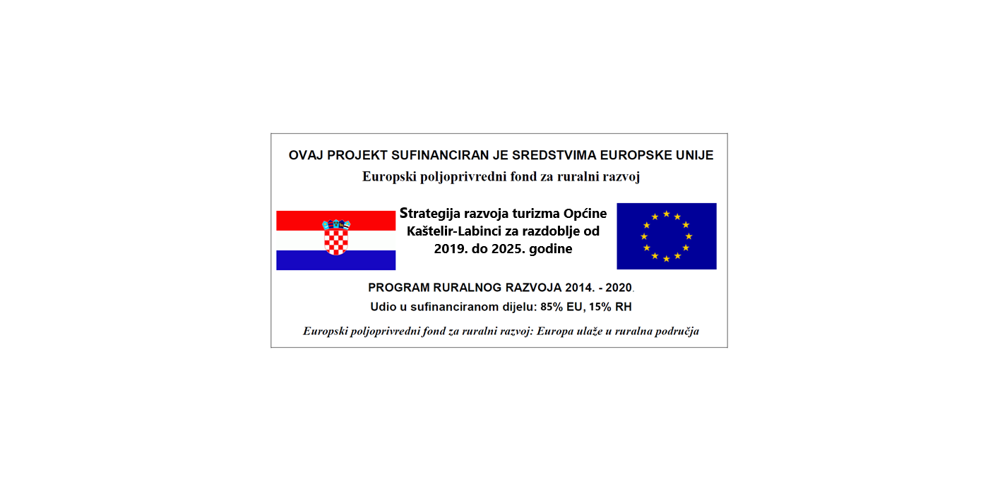 OVAJ PROJEKT SUFINANCIRAN JE SREDSTVIMA EUROPSKE UNIJE
Europski poljoprivredni fond za ruralni razvoj
Strategija razvoja turizma Općine
Kaštelir-Labinci za razdoblje od
2019. do 2025. godine
PROGRAM RURALNOG RAZVOJA 2014. - 2020.
Udio u sufinanciranom dijelu: 85% EU, 15% RH
Europski poljoprivredni fond za ruralni razvoj: Europa ulaže u ruralna područja